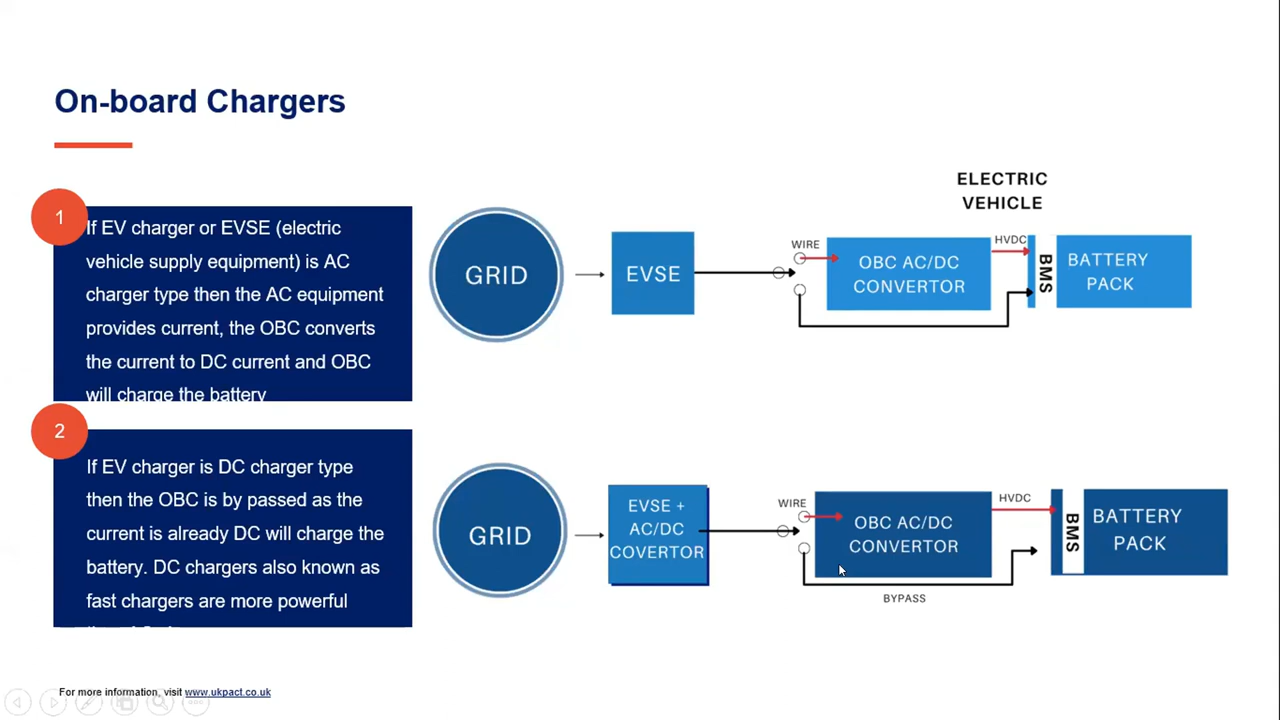 On-board Chargers
1
If EV charger or EVSE (electric
vehicle supply equipment) is AC
charger type then the AC equipment
provides current, the OBC converts
the current to DC current and OBC
will charge the battery
GRID
EVSE
WIRE
OBC AC/DC
CONVERTOR
ELECTRIC
VEHICLE
HVDC
BMS
BATTERY
PACK
2
If EV charger is DC charger type
then the OBC is by passed as the
current is already DC will charge the
battery. DC chargers also known as
fast chargers are more powerful
GRID
EVSE +
AC/DC
COVERTOR
WIRE
OBC AC/DC
CONVERTOR
BYPASS
HVDC
BMS
BATTERY
PACK
For more information, visit www.ukpact.co.uk